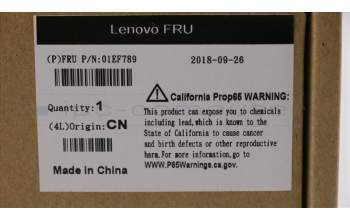 Lenovo FRU
(P)FRU P/N:01EF789
2018-09-26
Quantity:1
(4L)Origin:CN
Made in China
California Prop65 WARNING:
This product can expose you to chemicals
including lead,which is known to the
State of California to cause cancer
and birth defects or other reproductive
harm.For more information,go to
WWW.P65Warnings.ca.gov.